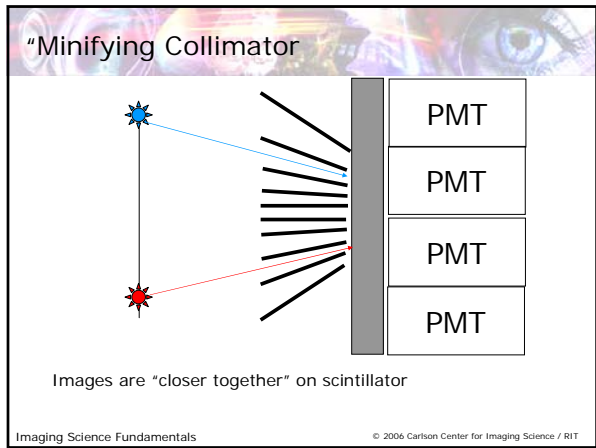 “Minifying Collimator
PMT
PMT
PMT
PMT
Images are “closer together” on scintillator
Imaging Science Fundamentals
© 2006 Carlson Center for Imaging Science / RIT